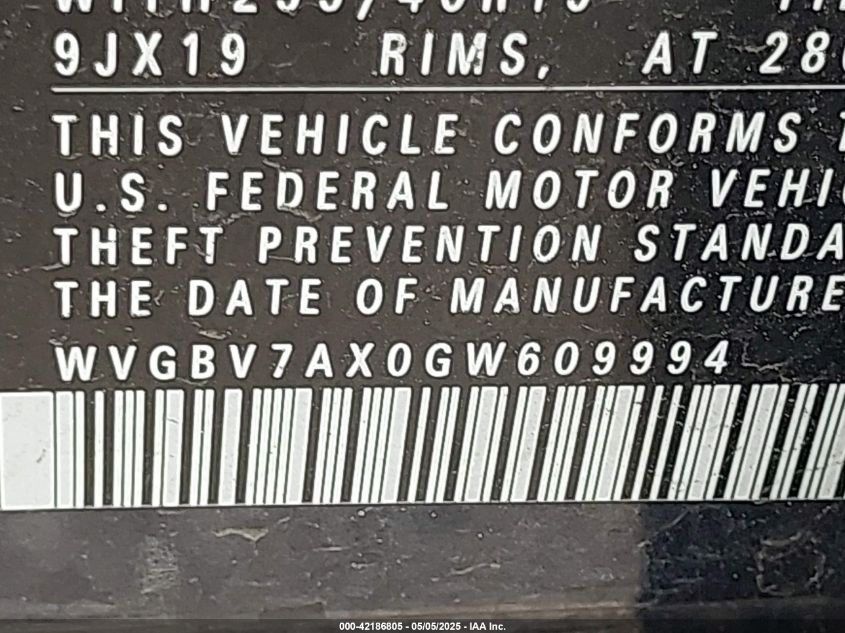 9JX19 RIMS, AT
THIS VEHICLE CONFORMS
U.S. FEDERAL MOTOR
THEFT PREVENTION
THE DATE OF MANUFACTURE
WVGBV7AX0GW609994
000-42186805 - 05/05/2025 - IAA Inc.